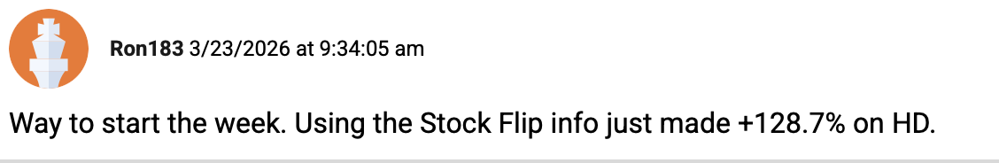 Ron183 3/23/2026 at 9:34:05 am
Way to start the week. Using the Stock Flip info just made +128.7% on HD.